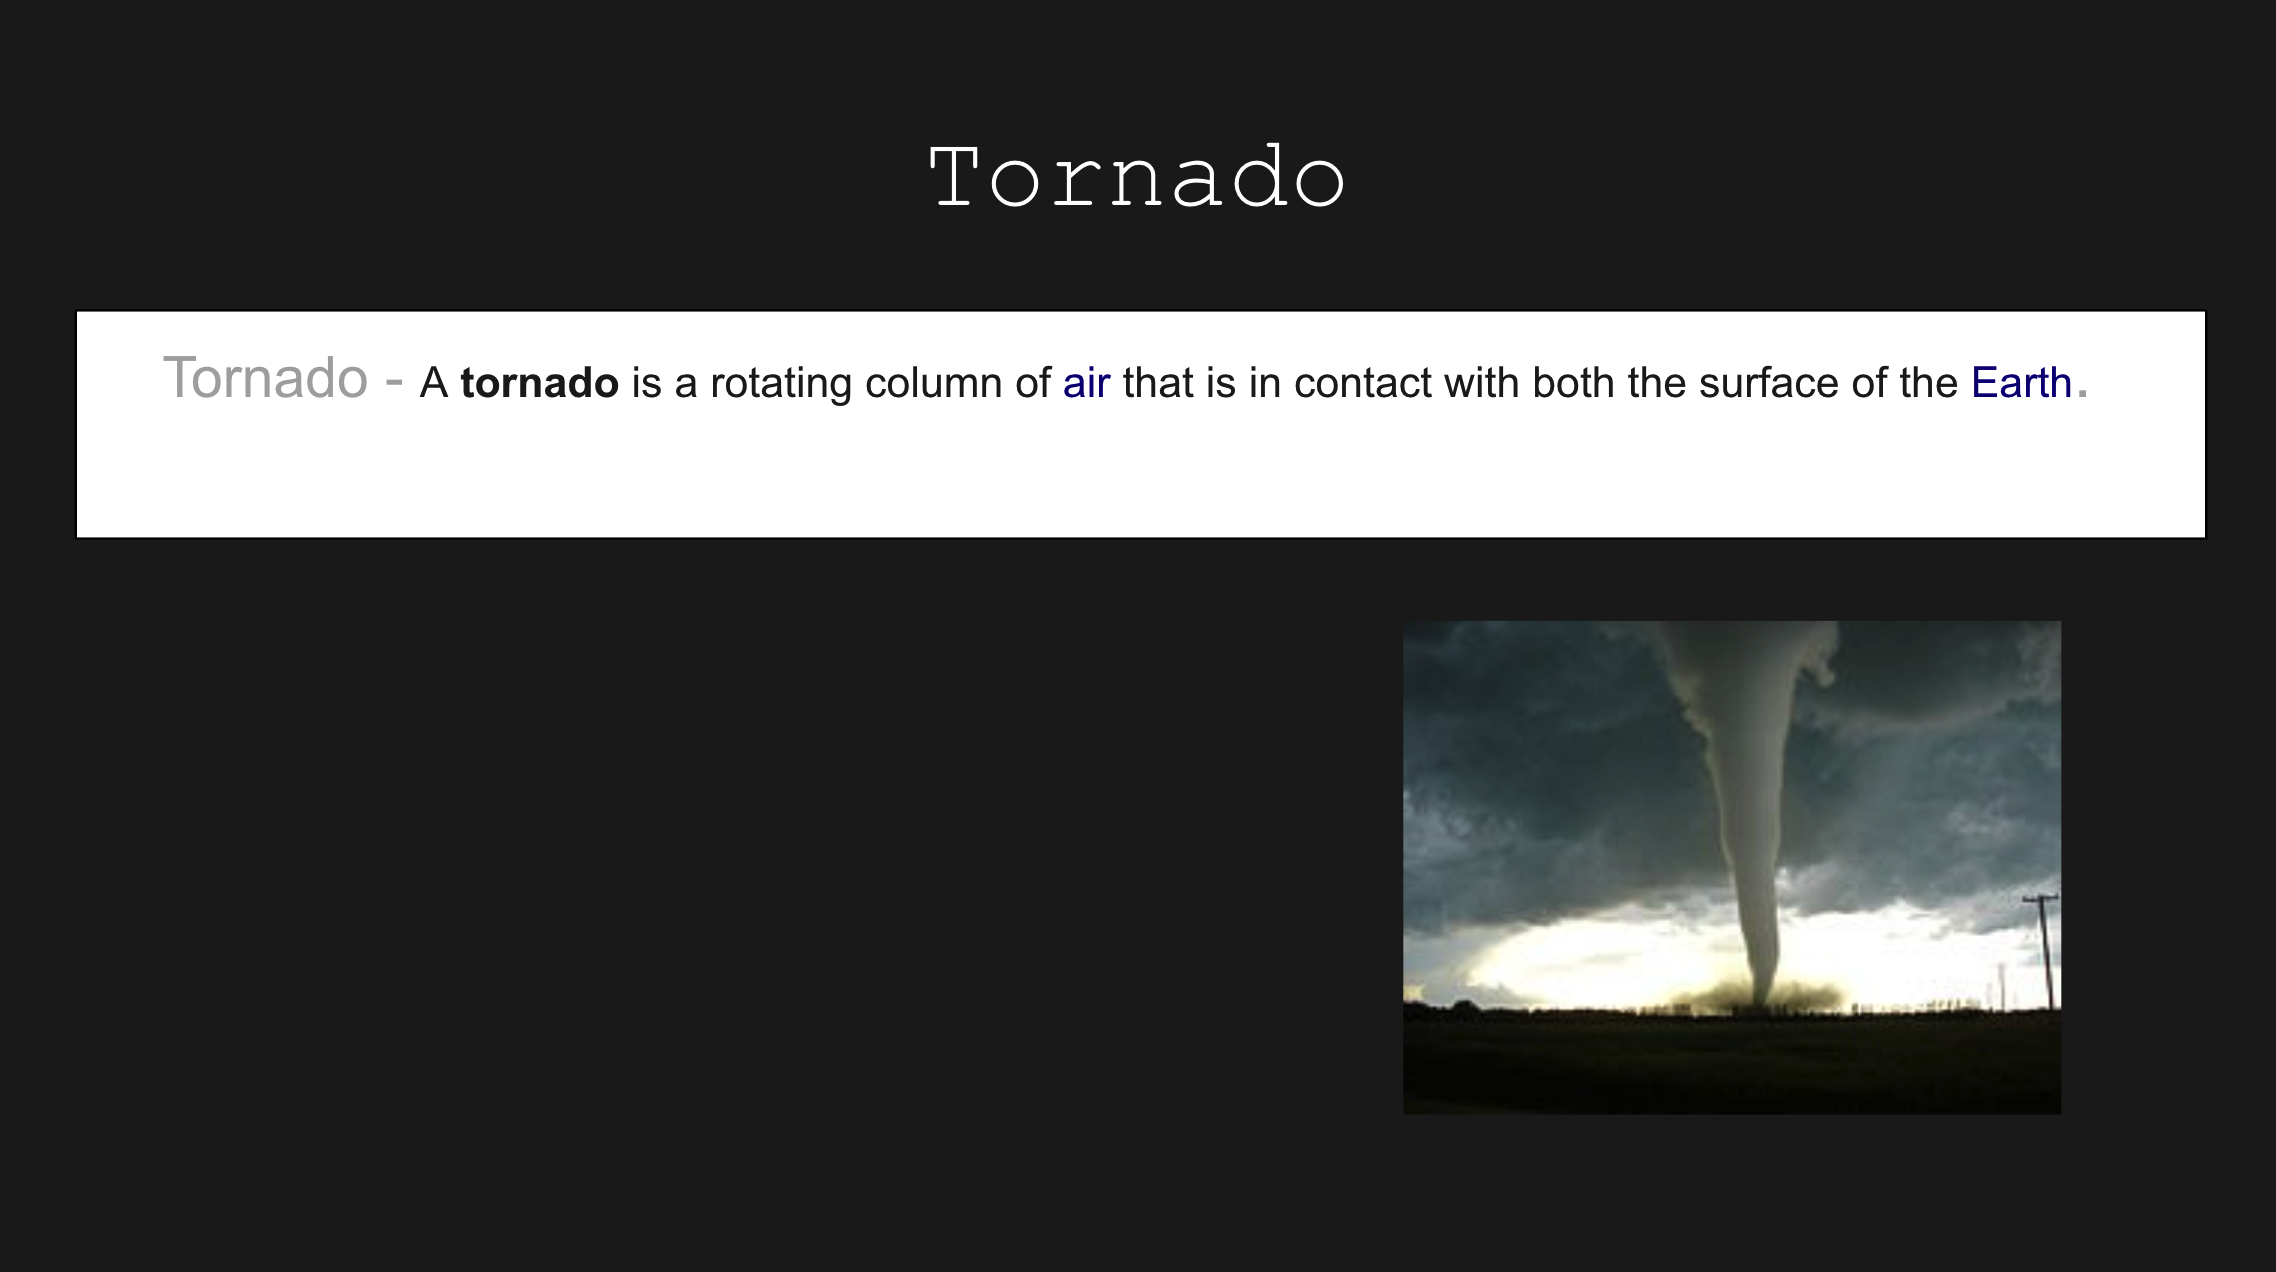 Tornado
Tornado - A tornado is a rotating column of air that is in contact with both the surface of the Earth.